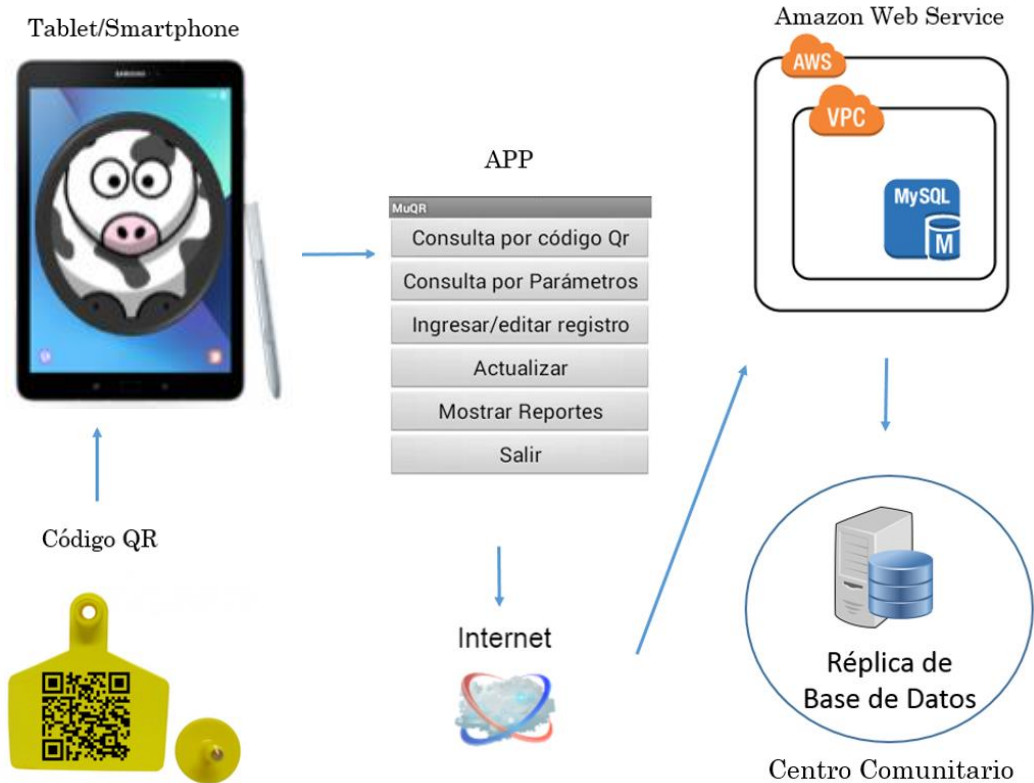 Tablet/Smartphone
SAMSUNG
Código QR
APP
MuQR
Consulta por código Qr
Consulta por Parámetros
Ingresar/editar registro
Actualizar
Mostrar Reportes
Salir
Internet
Amazon Web Service
AWS
VPC
MySQL
M
Réplica de
Base de Datos
Centro Comunitario